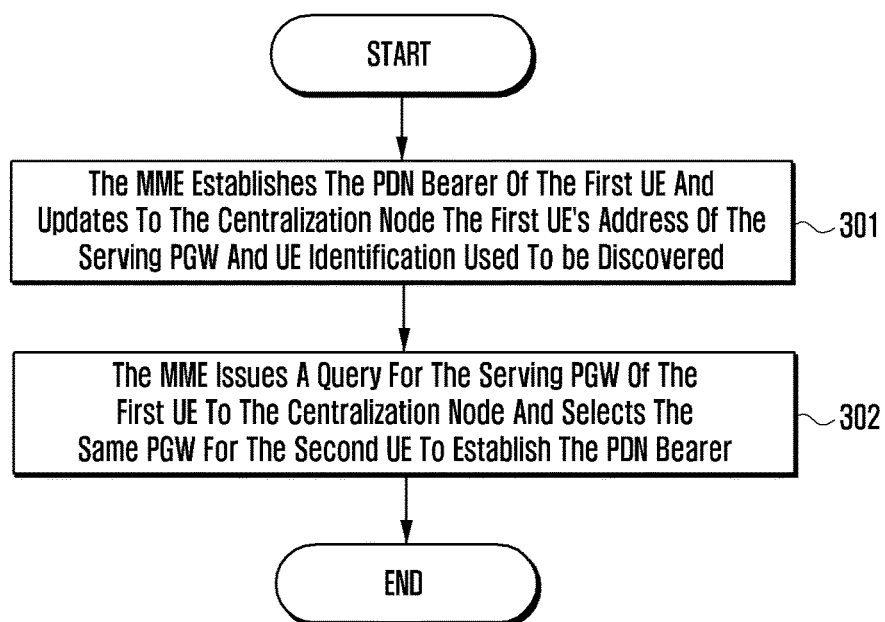 START
The MME Establishes The PDN Bearer Of The First UE And
Updates To The Centralization Node The First UE's Address Of The
Serving PGW And UE Identification Used To be Discovered
301
The MME Issues A Query For The Serving PGW Of The
First UE To The Centralization Node And Selects The
Same PGW For The Second UE To Establish The PDN Bearer
302
END